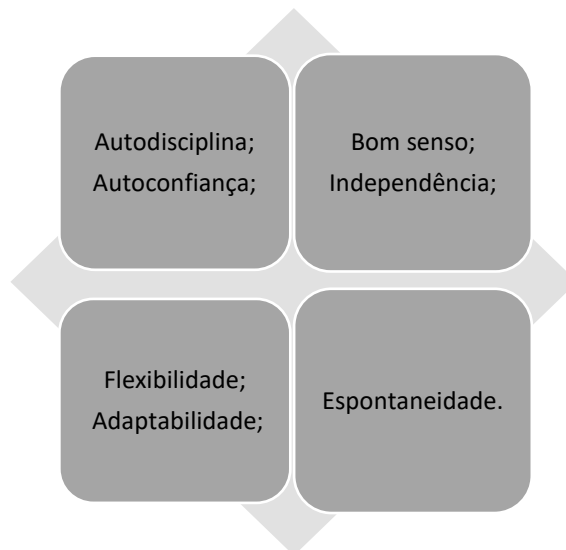 Autodisciplina;
Autoconfiança;
Bom senso;
Independência;
Flexibilidade;
Adaptabilidade;
Espontaneidade.